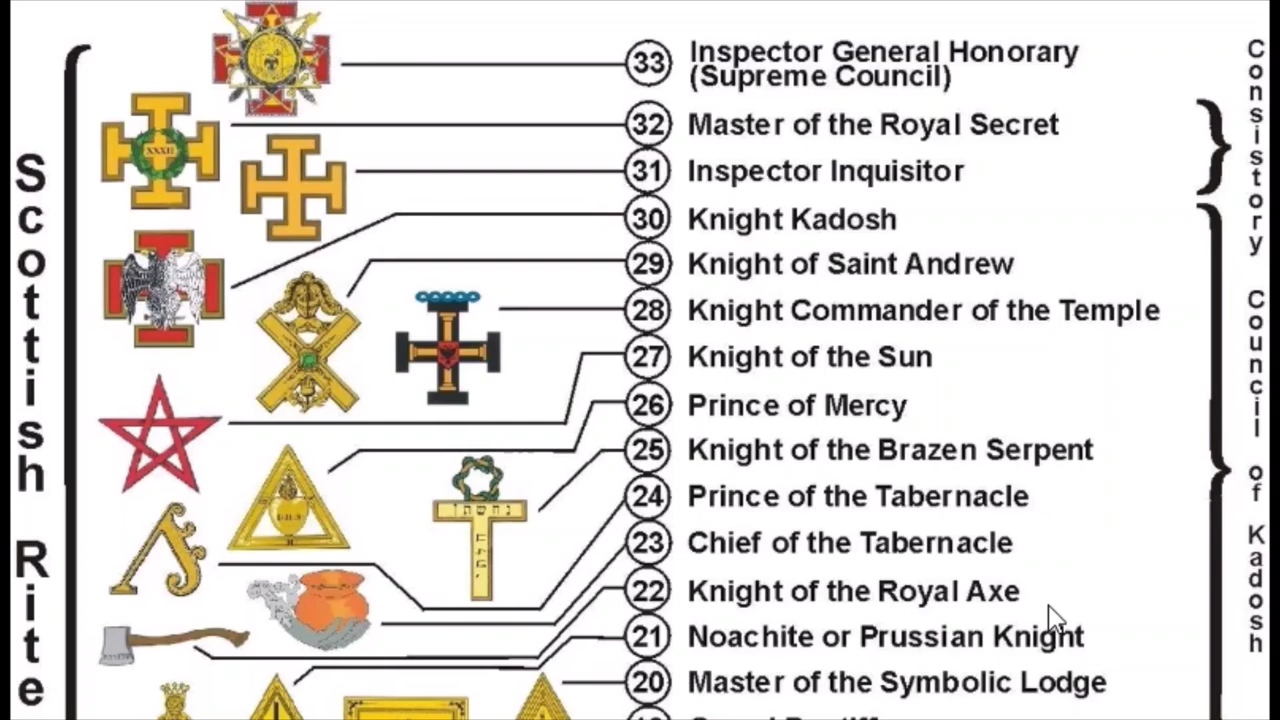 Scottish Rite
33 Inspector General Honorary
(Supreme Council)
32 Master of the Royal Secret
XXXII
31 Inspector Inquisitor
30 Knight Kadosh
29 Knight of Saint Andrew
28 Knight Commander of the Temple
27 Knight of the Sun
26 Prince of Mercy
25 Knight of the Brazen Serpent
24 Prince of the Tabernacle
23 Chief of the Tabernacle
22 Knight of the Royal Axe
21 Noachite or Prussian Knight
20 Master of the Symbolic Lodge
Consistory
Council of Kadosh